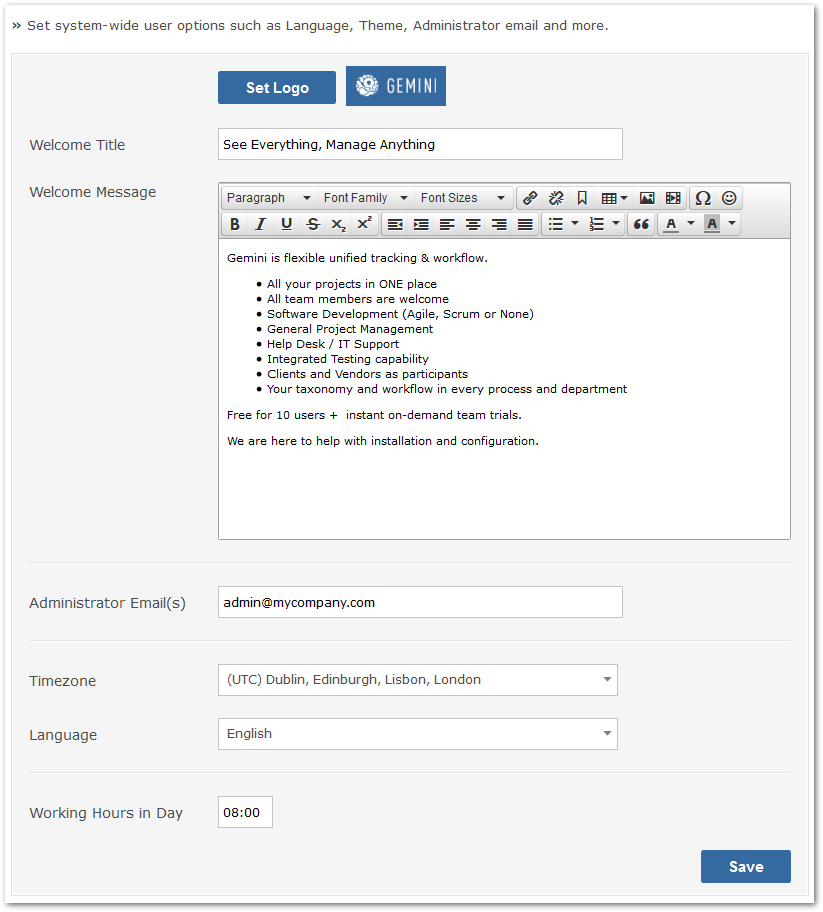 » Set system-wide user options such as Language, Theme, Administrator email and more.
Set Logo GEMINI
Welcome Title See Everything, Manage Anything
Welcome Message
Paragraph Font Family Font Sizes Ω
B I U S X2 X2 A A
Gemini is flexible unified tracking & workflow.
• All your projects in ONE place
• All team members are welcome
• Software Development (Agile, Scrum or None)
• General Project Management
• Help Desk / IT Support
• Integrated Testing capability
• Clients and Vendors as participants
• Your taxonomy and workflow in every process and department
Free for 10 users +  instant on-demand team trials.
We are here to help with installation and configuration.
Administrator Email(s) admin@mycompany.com
Timezone (UTC) Dublin, Edinburgh, Lisbon, London
Language English
Working Hours in Day 08:00
Save